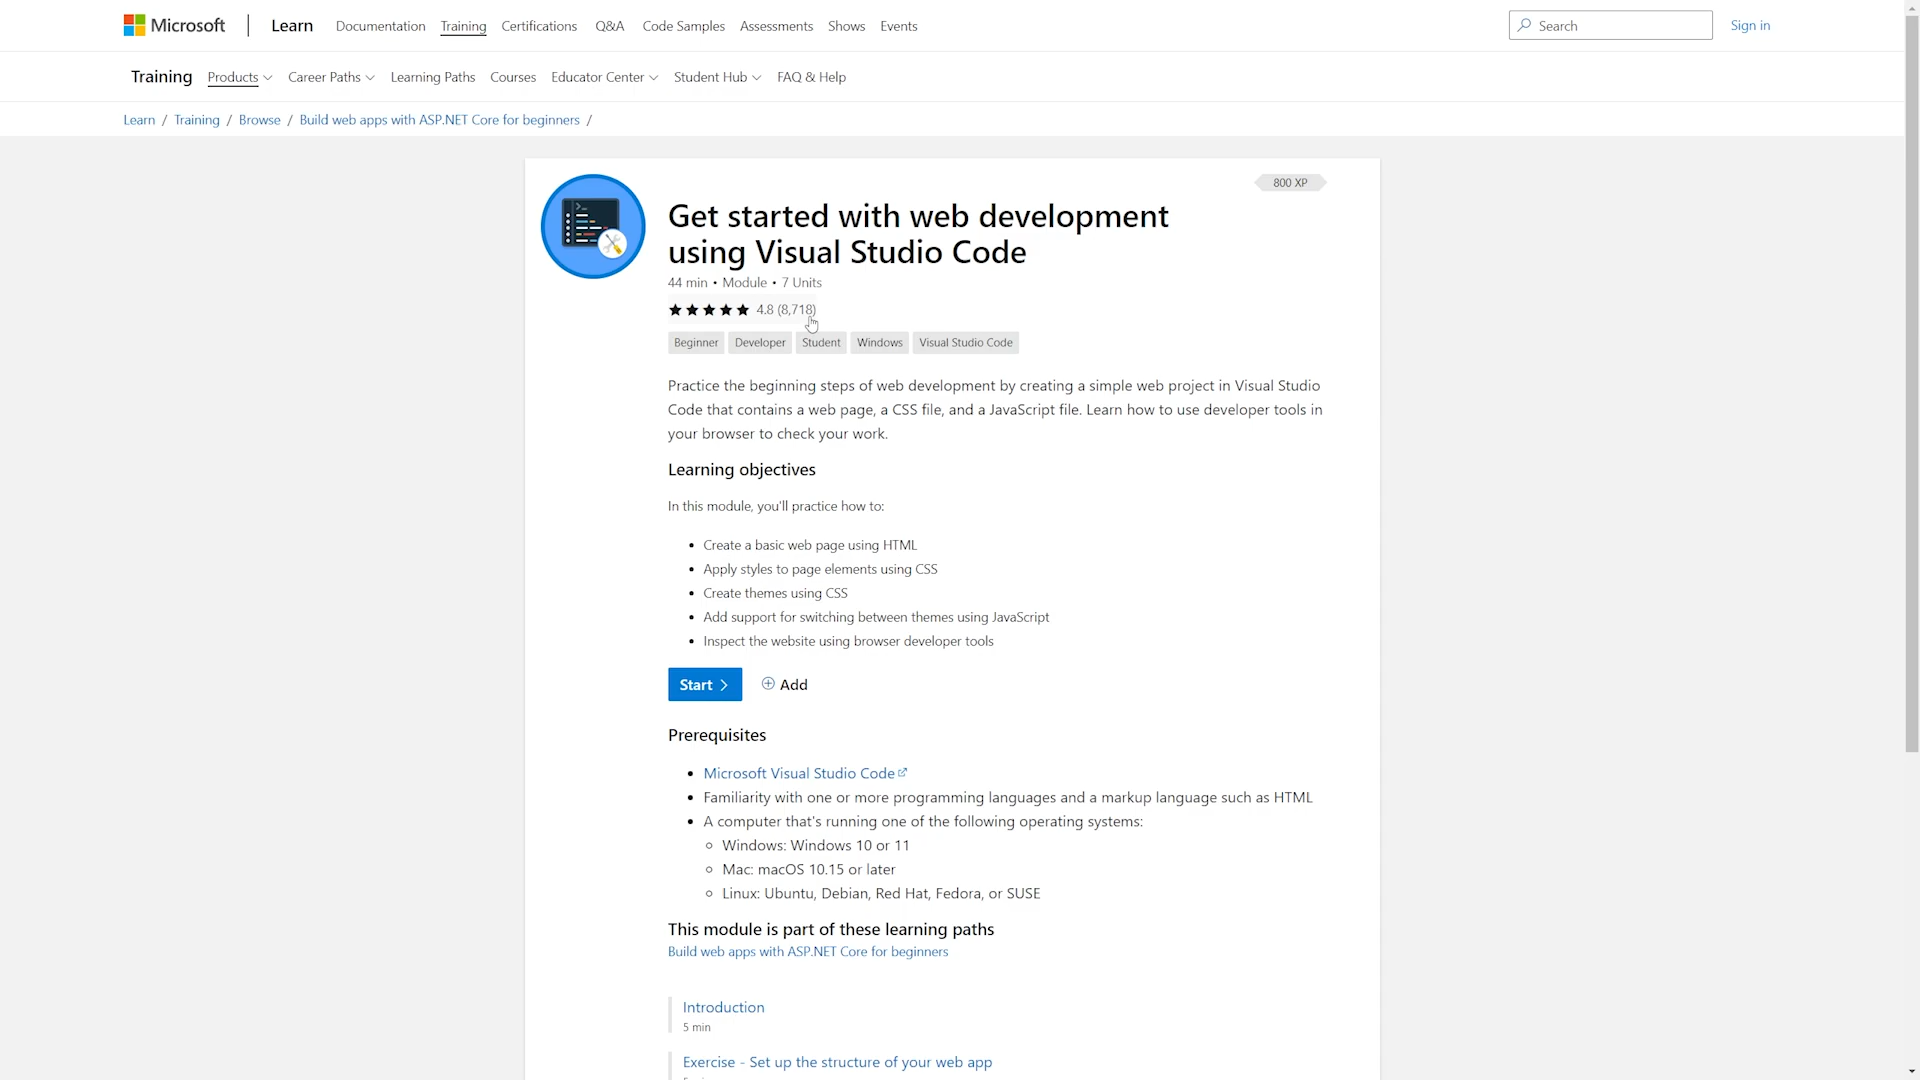 Microsoft Learn Documentation Training Certifications Q&A Code Samples Assessments Shows Events Search Sign in
Training Products Career Paths Learning Paths Courses Educator Center Student Hub FAQ & Help
Learn / Training / Browse / Build web apps with ASP.NET Core for beginners /
800 XP
Get started with web development
using Visual Studio Code
44 min • Module • 7 Units
4.8 (8,718)
Beginner Developer Student Windows Visual Studio Code
Practice the beginning steps of web development by creating a simple web project in Visual Studio
Code that contains a web page, a CSS file, and a JavaScript file. Learn how to use developer tools in
your browser to check your work.
Learning objectives
In this module, you'll practice how to:
• Create a basic web page using HTML
• Apply styles to page elements using CSS
• Create themes using CSS
• Add support for switching between themes using JavaScript
• Inspect the website using browser developer tools
Start Add
Prerequisites
• Microsoft Visual Studio Code
• Familiarity with one or more programming languages and a markup language such as HTML
• A computer that's running one of the following operating systems:
Windows: Windows 10 or 11
Mac: macOS 10.15 or later
Linux: Ubuntu, Debian, Red Hat, Fedora, or SUSE
This module is part of these learning paths
Build web apps with ASP.NET Core for beginners
Introduction
5 min
Exercise - Set up the structure of your web app